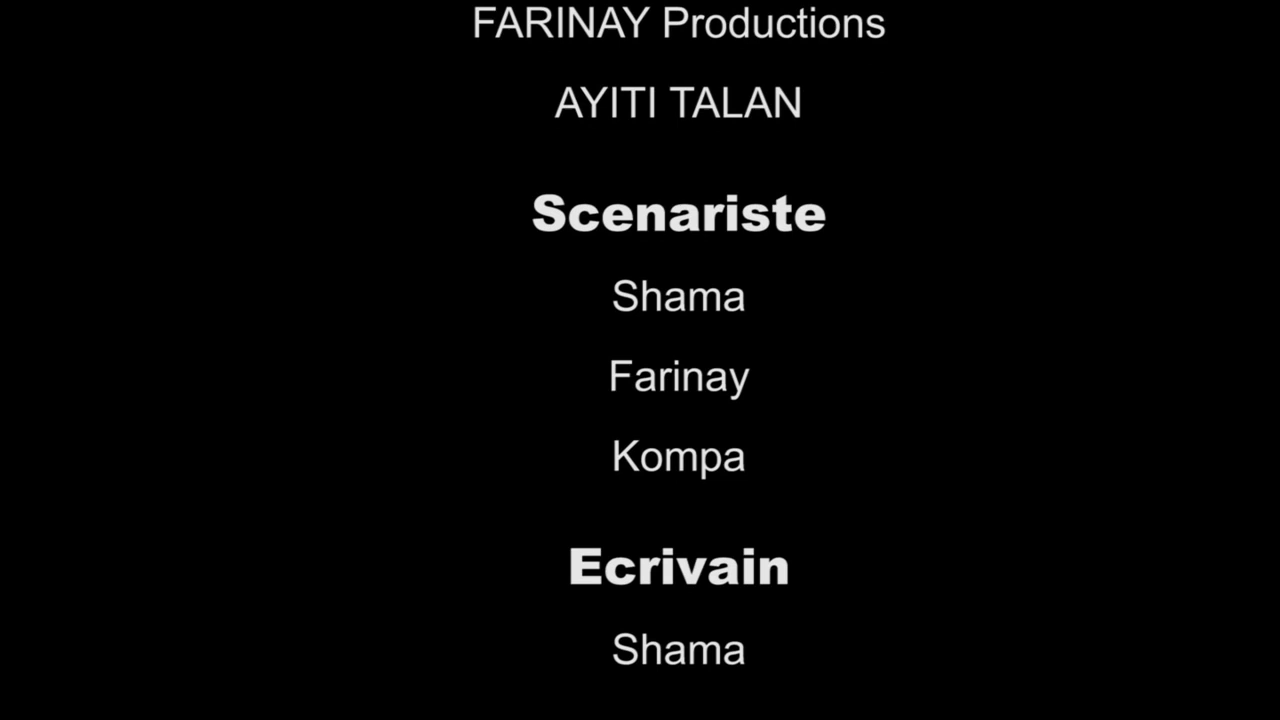 FARINAY Productions
AYITI TALAN
Scenariste
Shama
Farinay
Kompa
Ecrivain
Shama